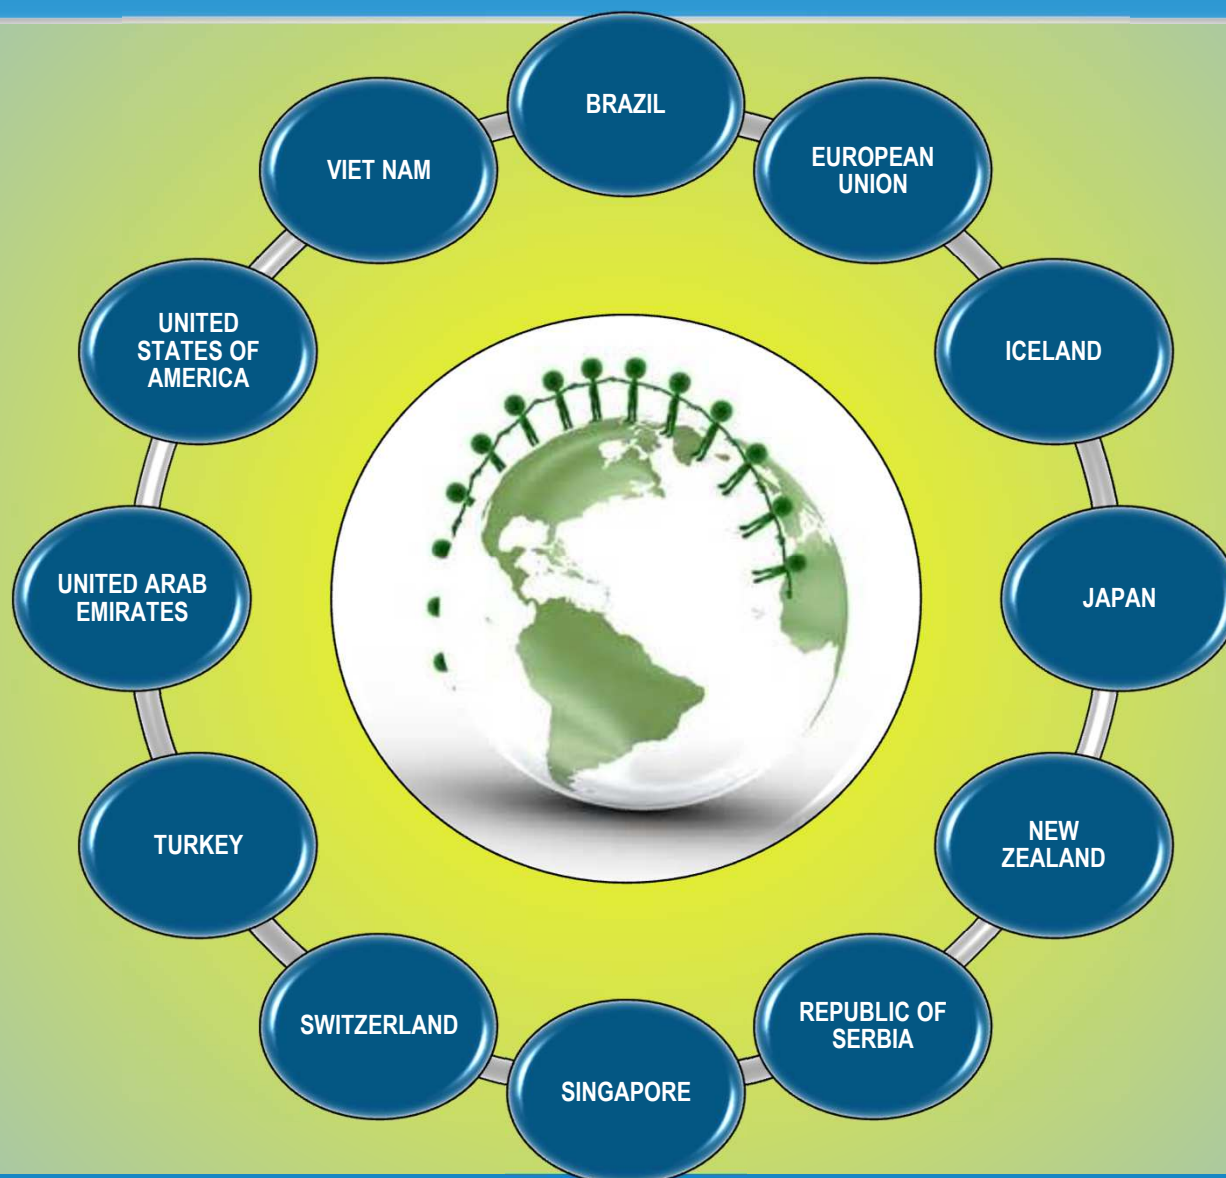 BRAZIL
EUROPEAN
UNION
ICELAND
JAPAN
NEW
ZEALAND
REPUBLIC OF
SERBIA
SINGAPORE
SWITZERLAND
TURKEY
UNITED ARAB
EMIRATES
UNITED
STATES OF
AMERICA
VIET NAM